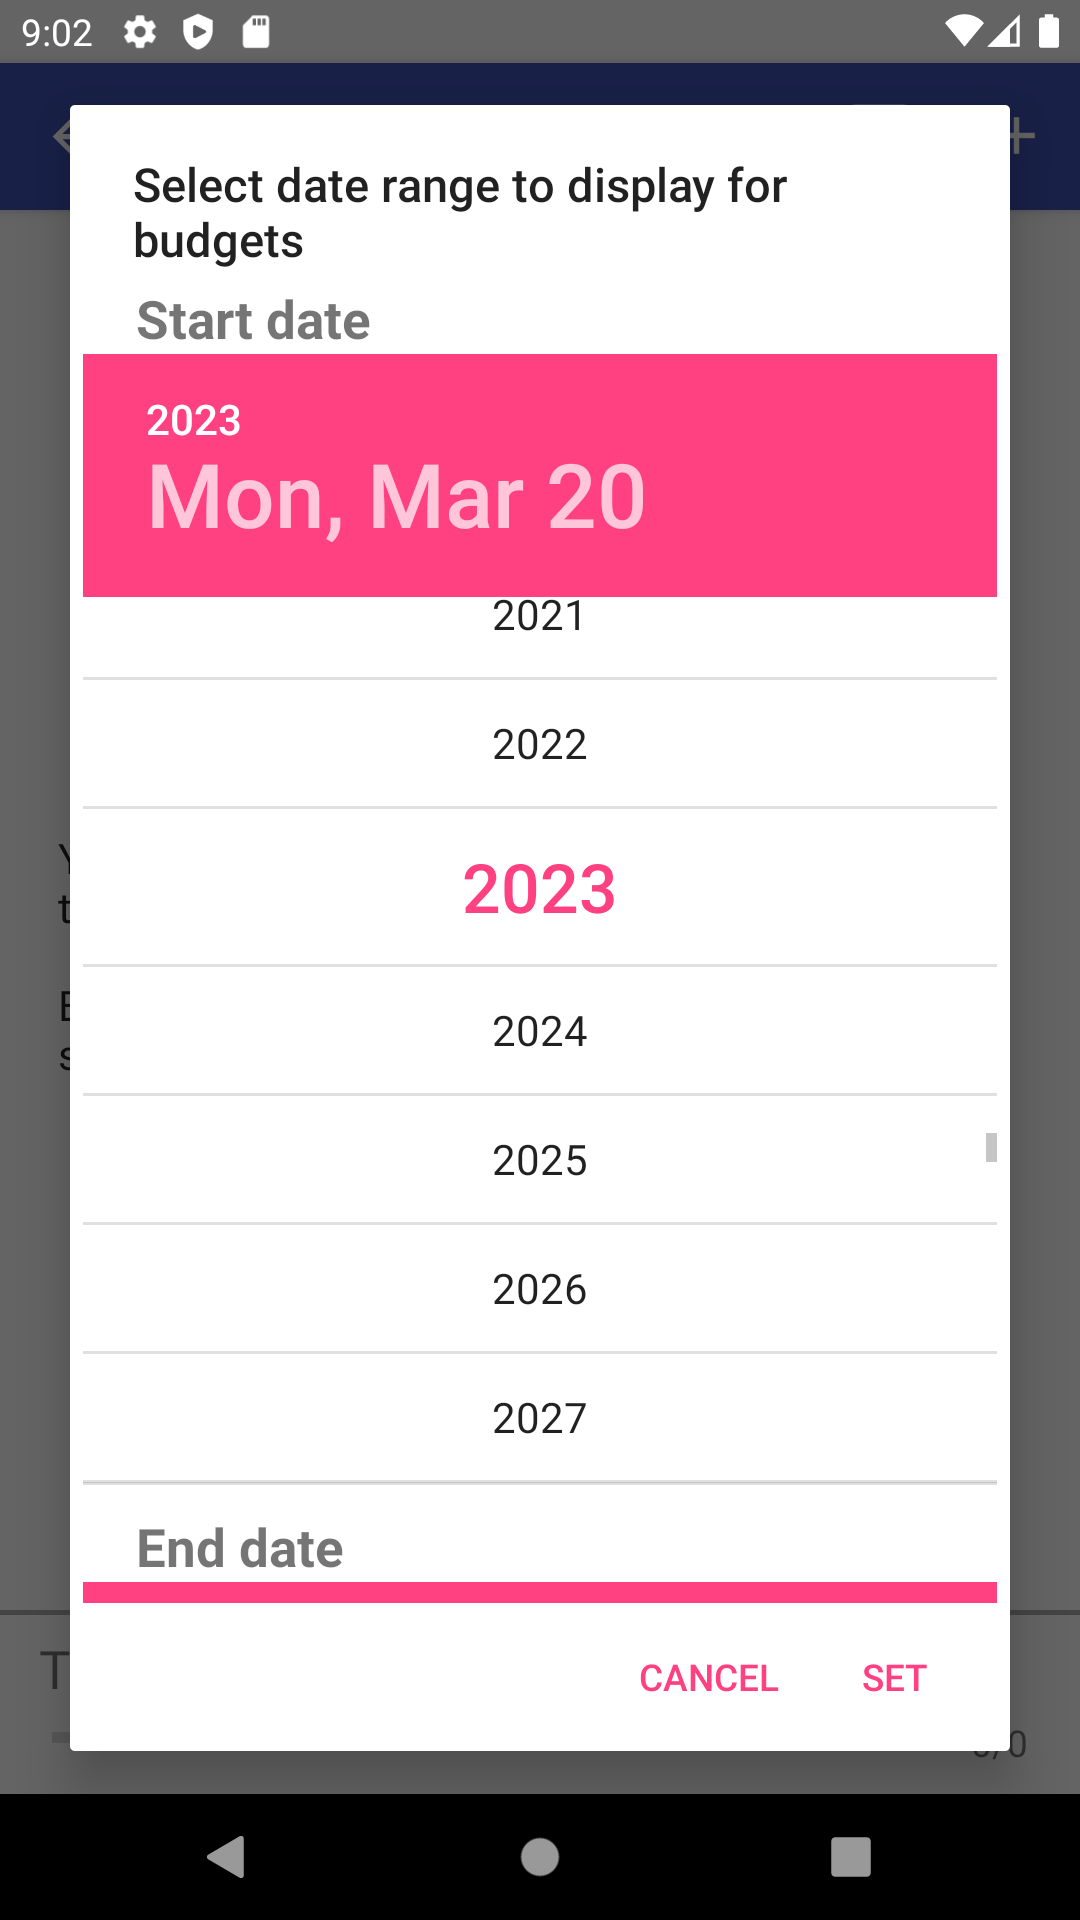 9:02
Select date range to display for
budgets
Start date
2023
Mon, Mar 20
2021
2022
2023
2024
2025
2026
2027
End date
CANCEL
SET